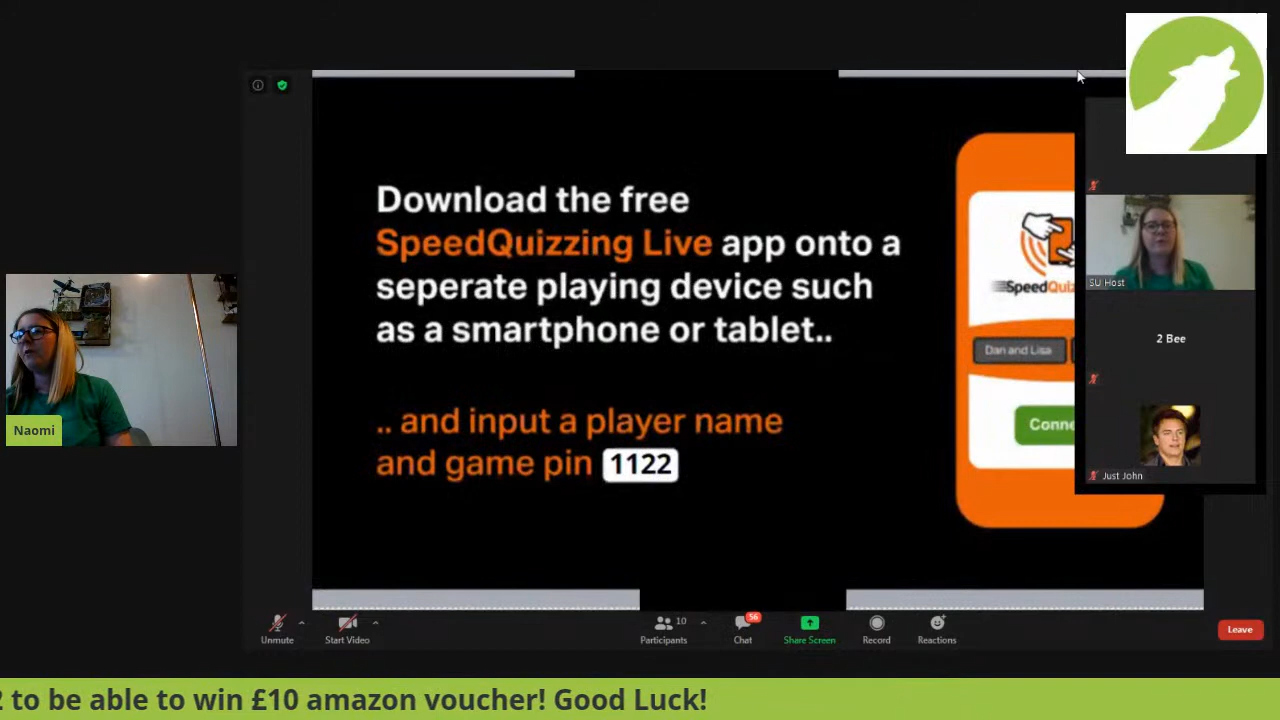 Download the free
SpeedQuizzing Live app onto a
seperate playing device such
as a smartphone or tablet..
.. and input a player name
and game pin 1122
Dan and Lisa
SU Host
2 Bee
Just John
Naomi
Unmute
Start Video
10
Participants
56
Chat
Share Screen
Record
Reactions
Leave
to be able to win £10 amazon voucher! Good Luck!